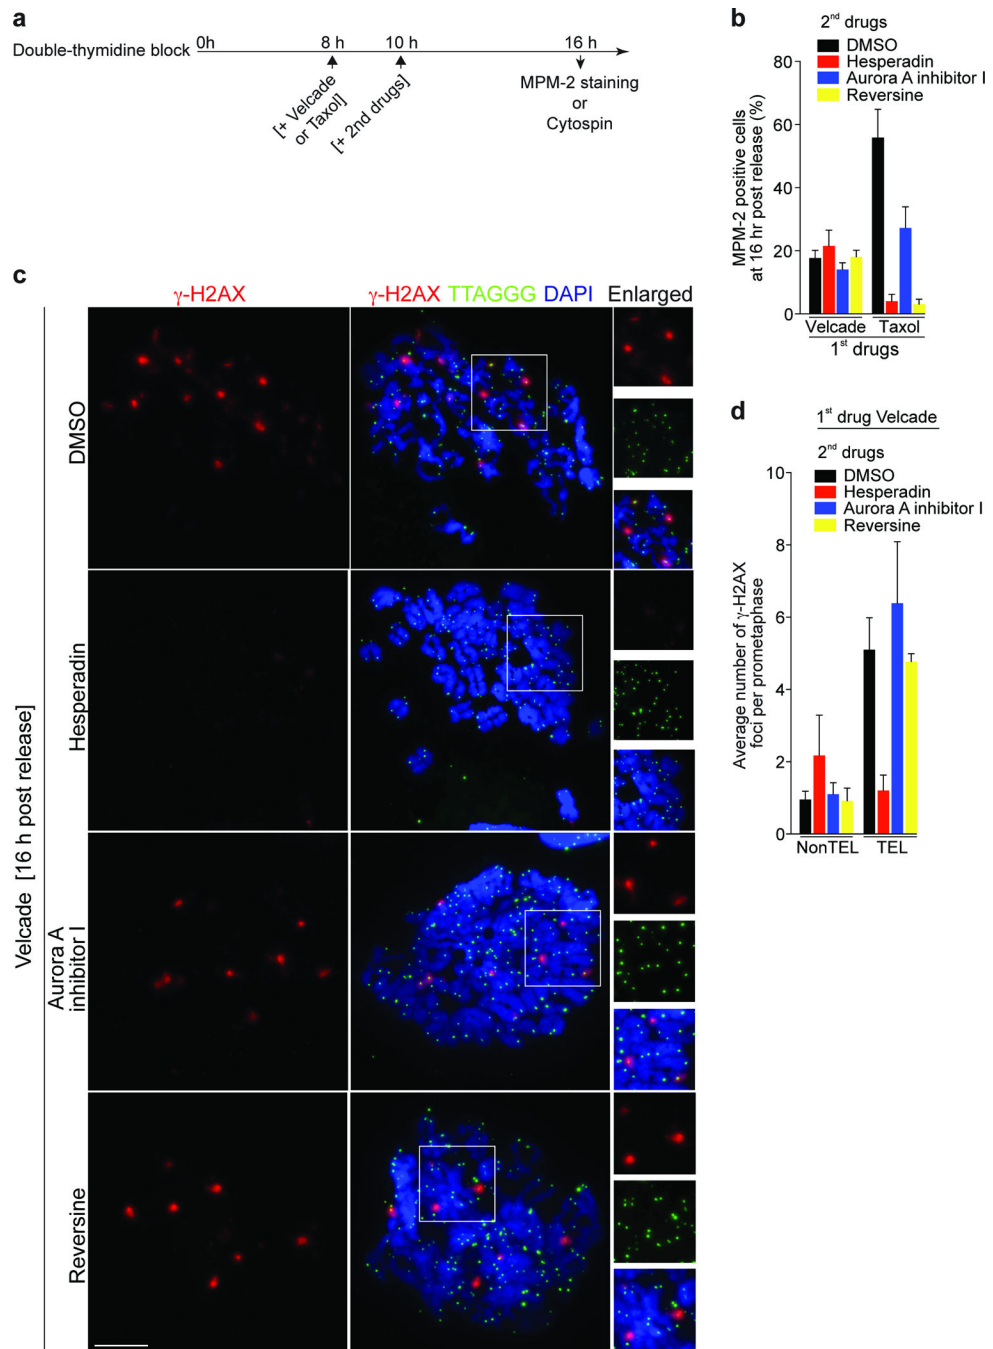 a
Double-thymidine block
0h
8 h
10 h
16 h
[+ Velcade
or Taxol]
[+ 2nd drugs]
MPM-2 staining
or
Cytospin
b
2nd drugs
DMSO
Hesperadin
Aurora A inhibitor I
Reversine
MPM-2 positive cells
at 16 hr post release (%)
80
60
40
20
0
Velcade
Taxol
1st drugs
c
γ-H2AX
γ-H2AX TTAGGG DAPI
Enlarged
Velcade [16 h post release]
DMSO
Hesperadin
Aurora A
inhibitor I
Reversine
d
1st drug Velcade
2nd drugs
DMSO
Hesperadin
Aurora A inhibitor I
Reversine
Average number of γ-H2AX
foci per prometaphase
10
8
6
4
2
0
NonTEL
TEL